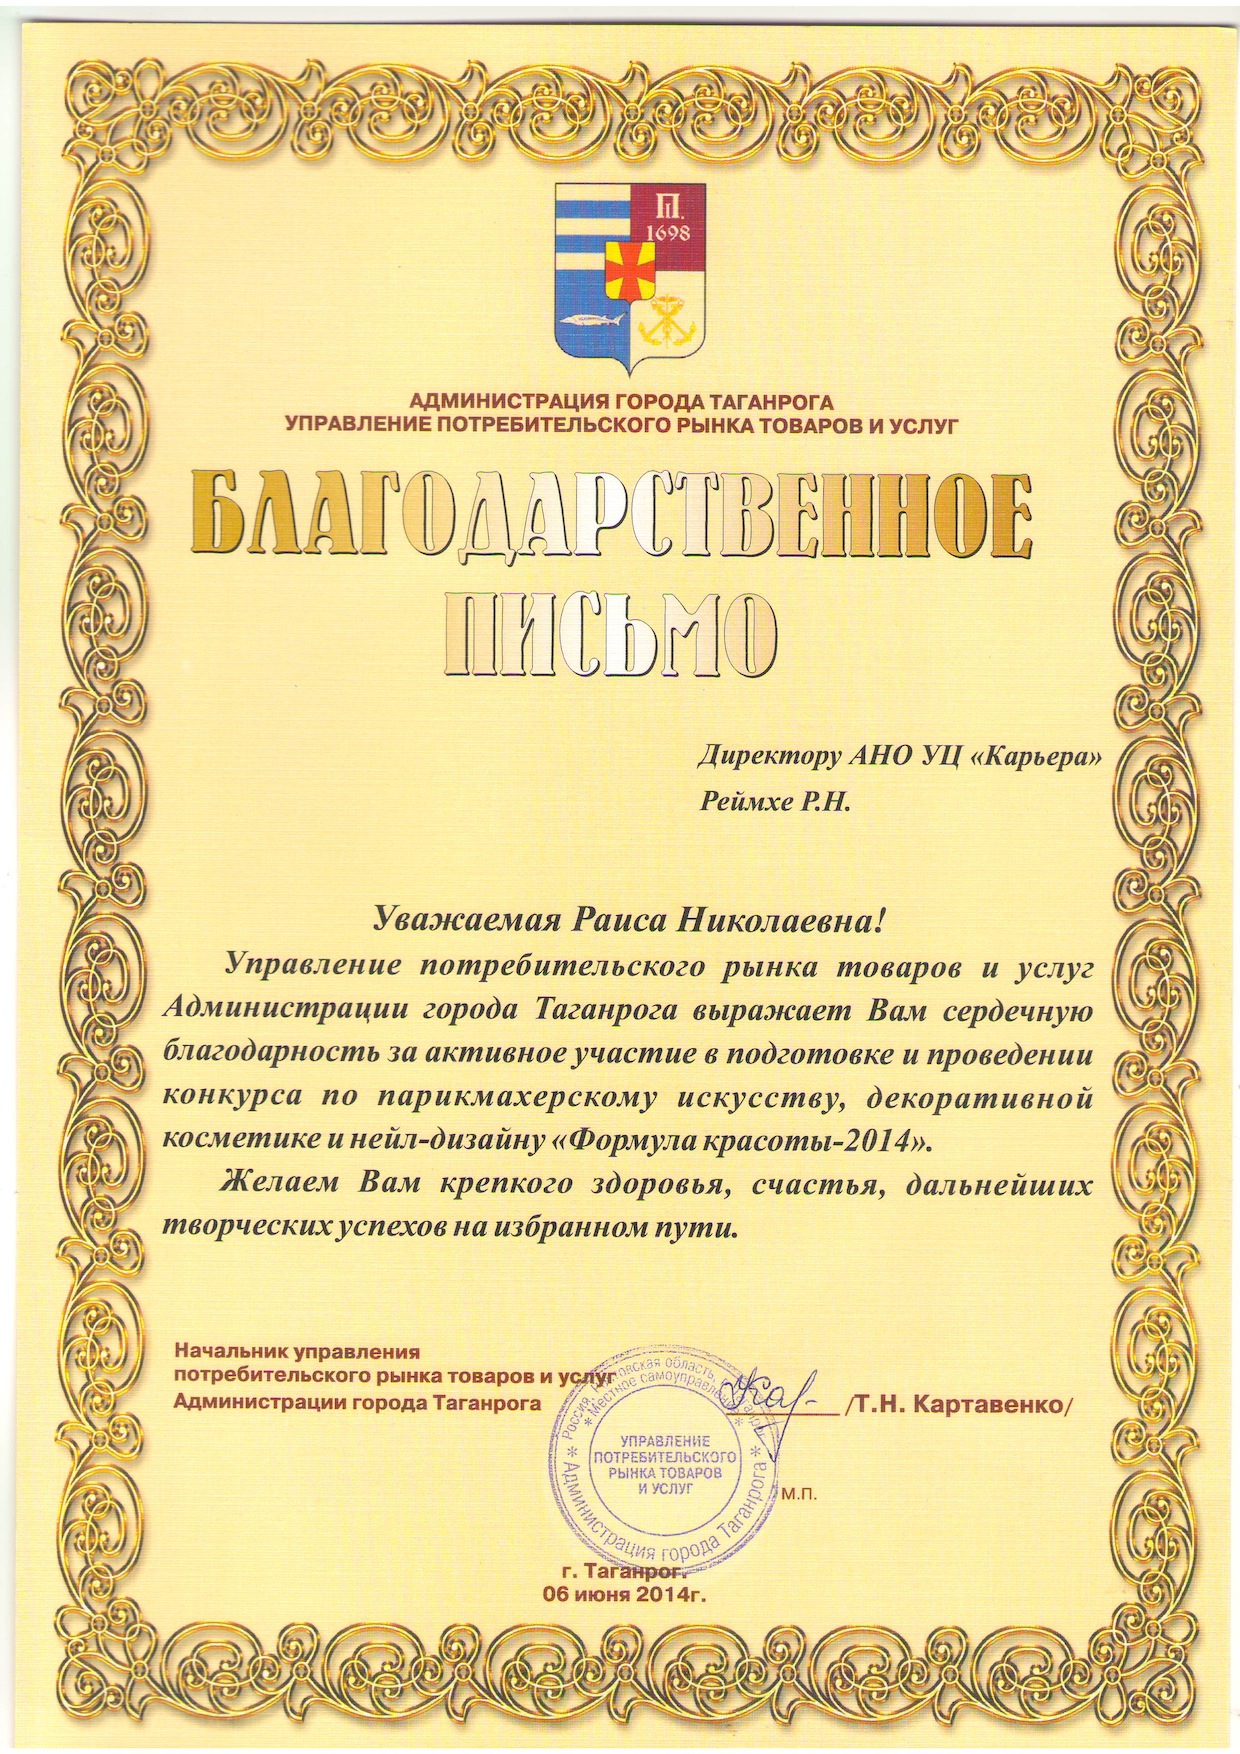 П.
1698
АДМИНИСТРАЦИЯ ГОРОДА ТАГАНРОГА
УПРАВЛЕНИЕ ПОТРЕБИТЕЛЬСКОГО РЫНКА ТОВАРОВ И УСЛУГ
БЛАГОДАРСТВЕННОЕ
ПИСЬМО
Директору АНО УЦ «Карьера»
Реймхе Р.Н.
Уважаемая Раиса Николаевна!
Управление потребительского рынка товаров и услуг
Администрации города Таганрога выражает Вам сердечную
благодарность за активное участие в подготовке и проведении
конкурса по парикмахерскому искусству, декоративной
косметике и нейл-дизайну «Формула красоты-2014».
Желаем Вам крепкого здоровья, счастья, дальнейших
творческих успехов на избранном пути.
Начальник управления
потребительского рынка товаров и услуг
Администрации города Таганрога
/Т.Н. Картавенко/
Россия, Ростовская область,
* Местное самоуправление *
* Администрация города Таганрога *
УПРАВЛЕНИЕ
ПОТРЕБИТЕЛЬСКОГО
РЫНКА ТОВАРОВ
И УСЛУГ
М.П.
г. Таганрог.
06 июня 2014г.